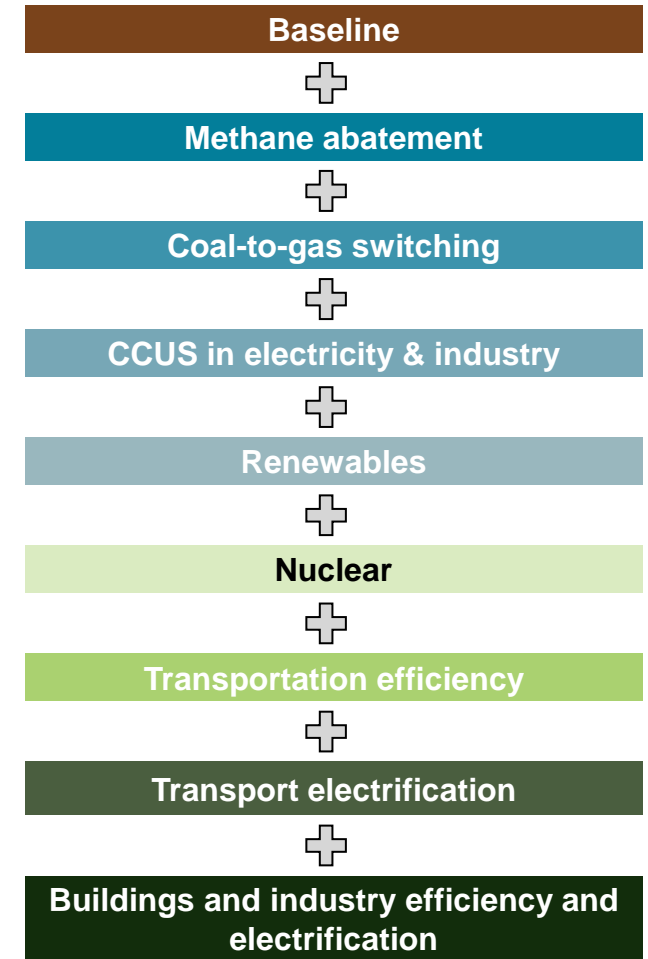 Baseline
Methane abatement
Coal-to-gas switching
CCUS in electricity & industry
Renewables
Nuclear
Transportation efficiency
Transport electrification
Buildings and industry efficiency and
electrification